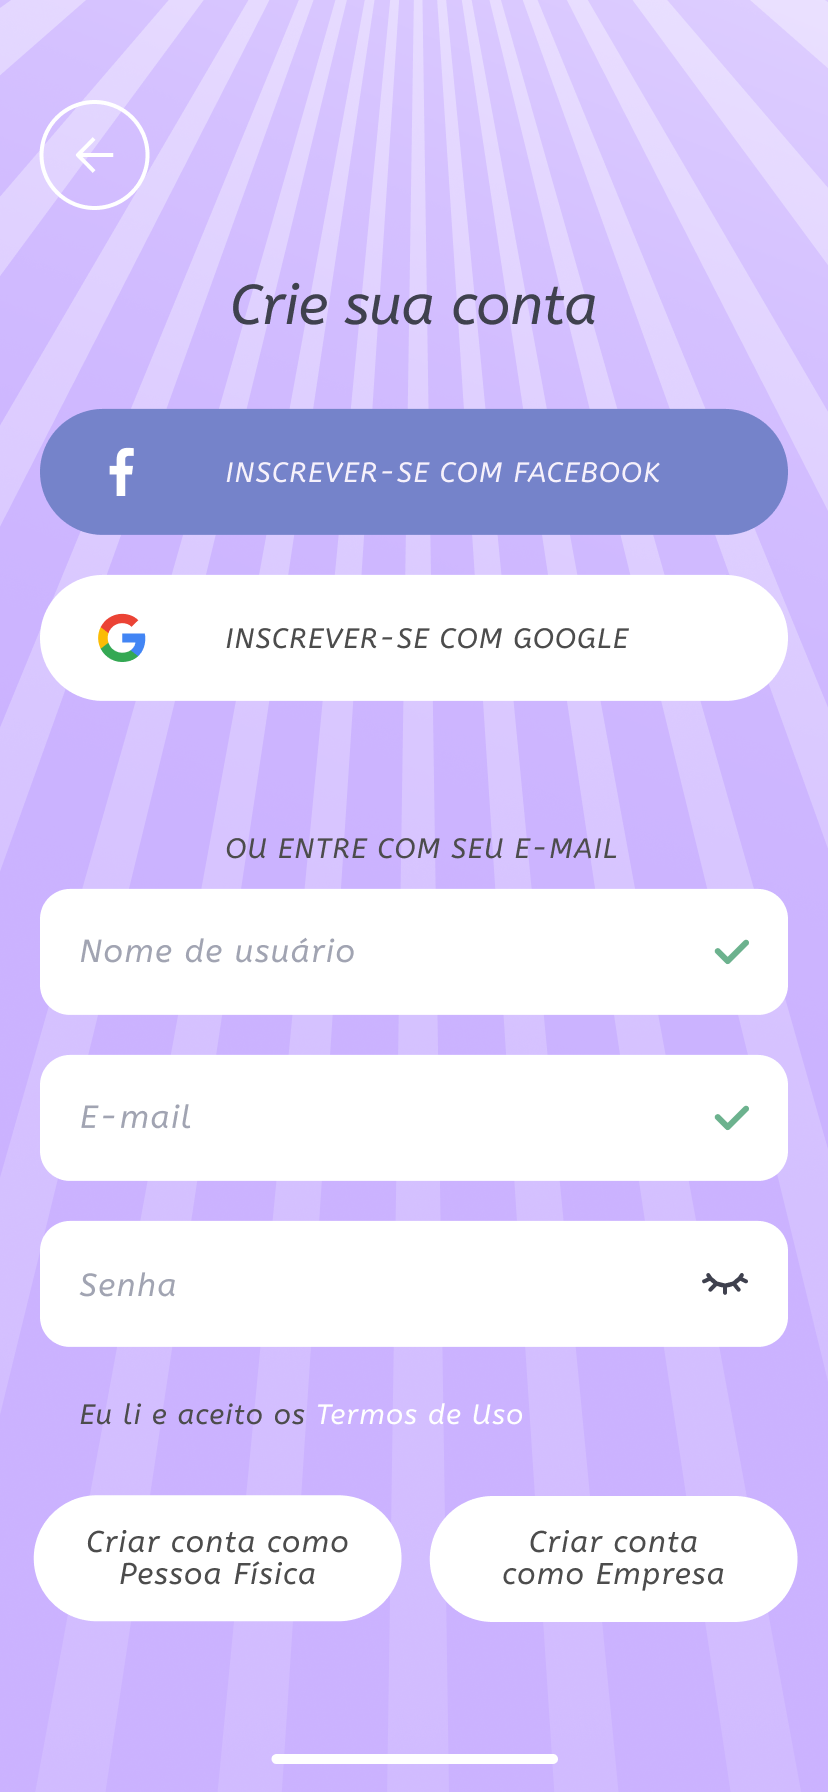 Crie sua conta
INSCREVER-SE COM FACEBOOK
INSCREVER-SE COM GOOGLE
OU ENTRE COM SEU E-MAIL
Nome de usuário
E-mail
Senha
Eu li e aceito os Termos de Uso
Criar conta como
Pessoa Física
Criar conta
como Empresa